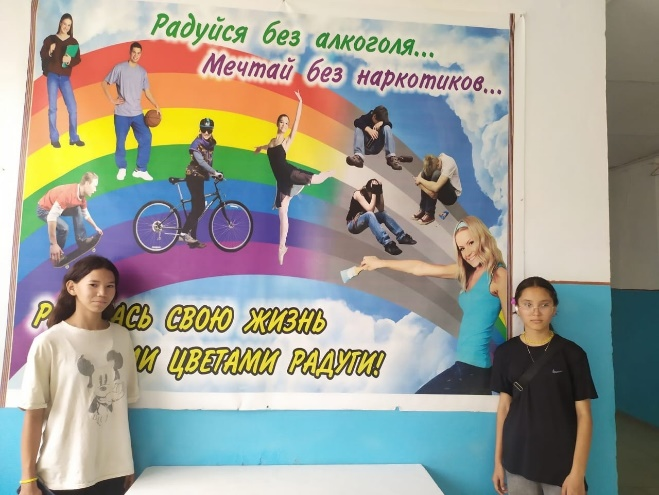 Радуйся без алкоголя...
Мечтай без наркотиков...
СВОЮ ЖИЗНЬ
ЦВЕТАМИ РАДУГИ!